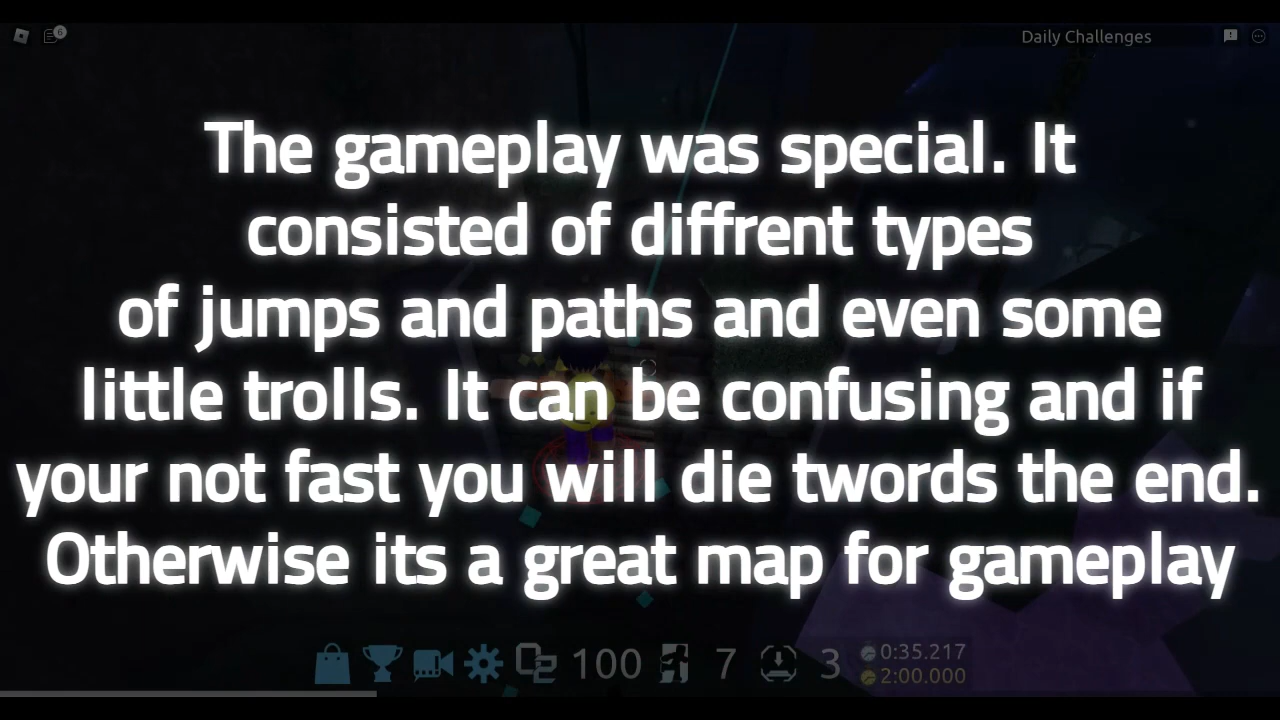 6
Daily Challenges
The gameplay was special. It
consisted of diffrent types
of jumps and paths and even some
little trolls. It can be confusing and if
your not fast you will die twords the end.
Otherwise its a great map for gameplay
O2 100 7 3 0:35.217
2:00.000